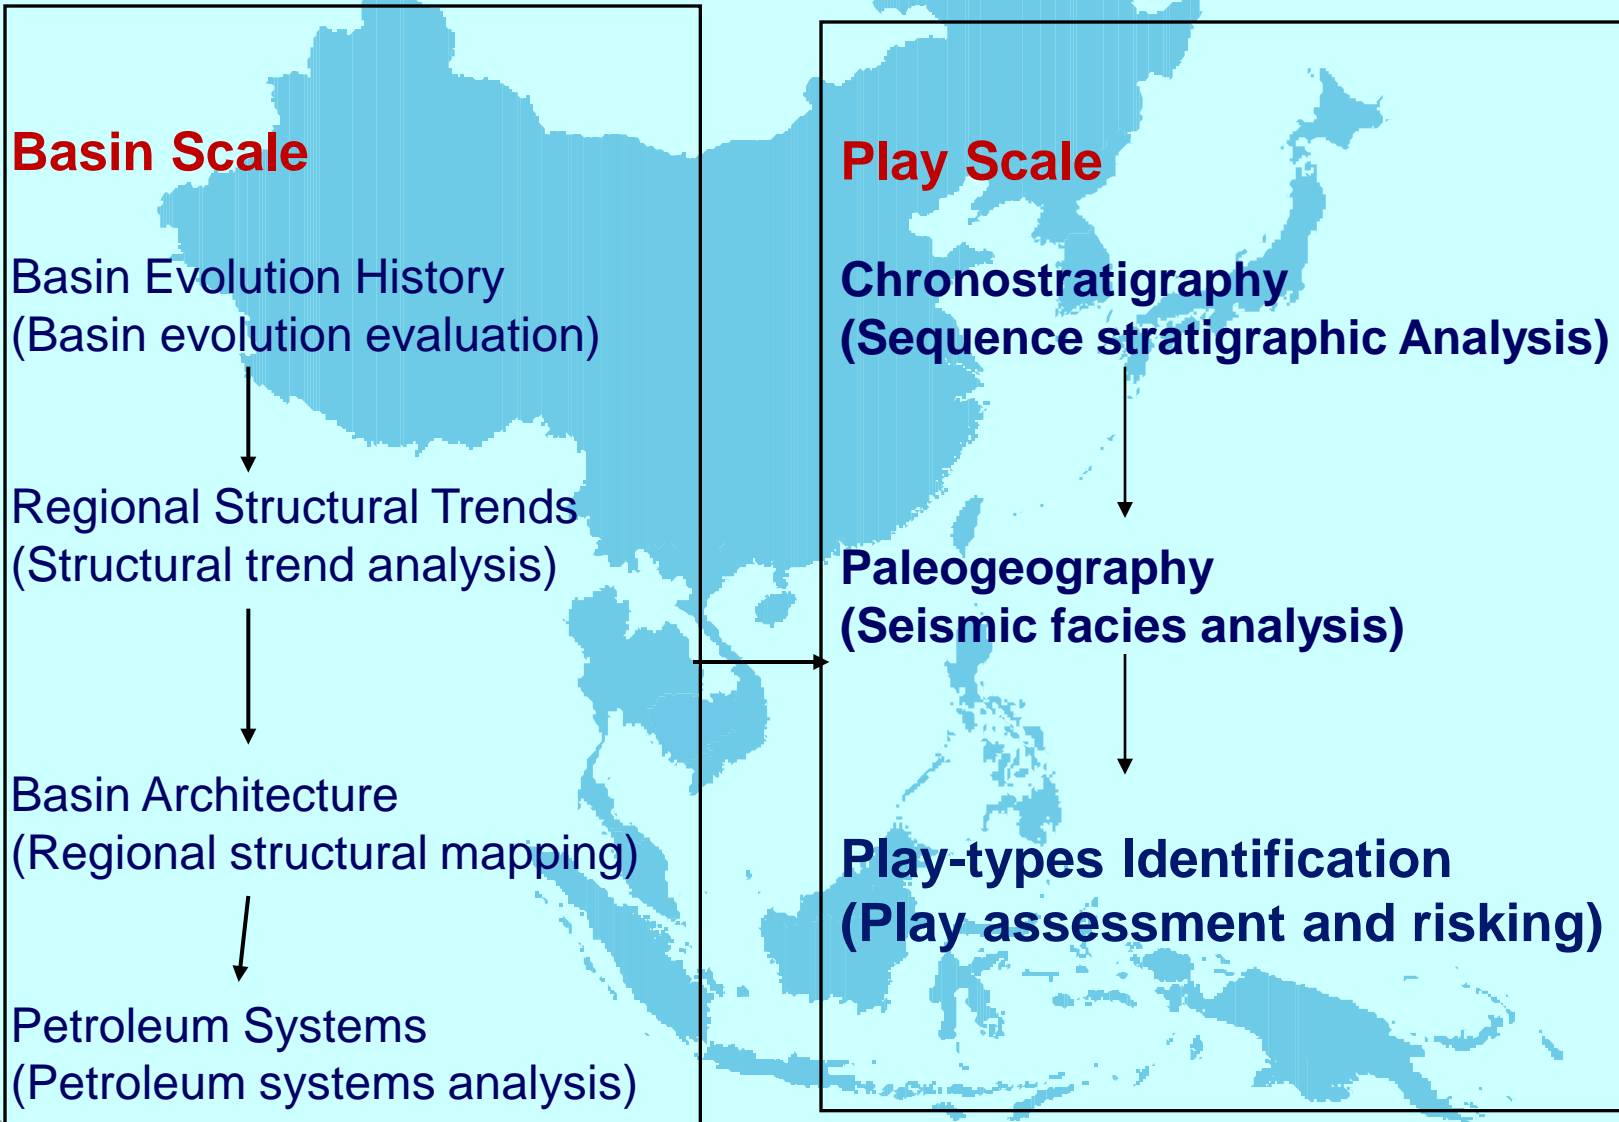 Basin Scale
Basin Evolution History
(Basin evolution evaluation)
Regional Structural Trends
(Structural trend analysis)
Basin Architecture
(Regional structural mapping)
Petroleum Systems
(Petroleum systems analysis)
Play Scale
Chronostratigraphy
(Sequence stratigraphic Analysis)
Paleogeography
(Seismic facies analysis)
Play-types Identification
(Play assessment and risking)